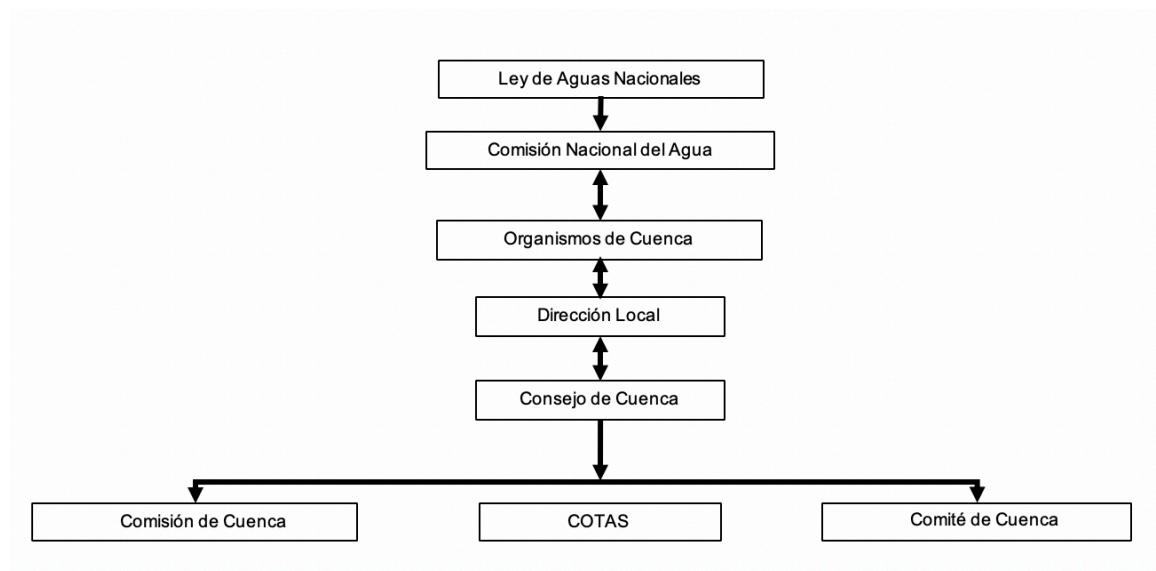 Ley de Aguas Nacionales
Comisión Nacional del Agua
Organismos de Cuenca
Dirección Local
Consejo de Cuenca
Comisión de Cuenca
COTAS
Comité de Cuenca